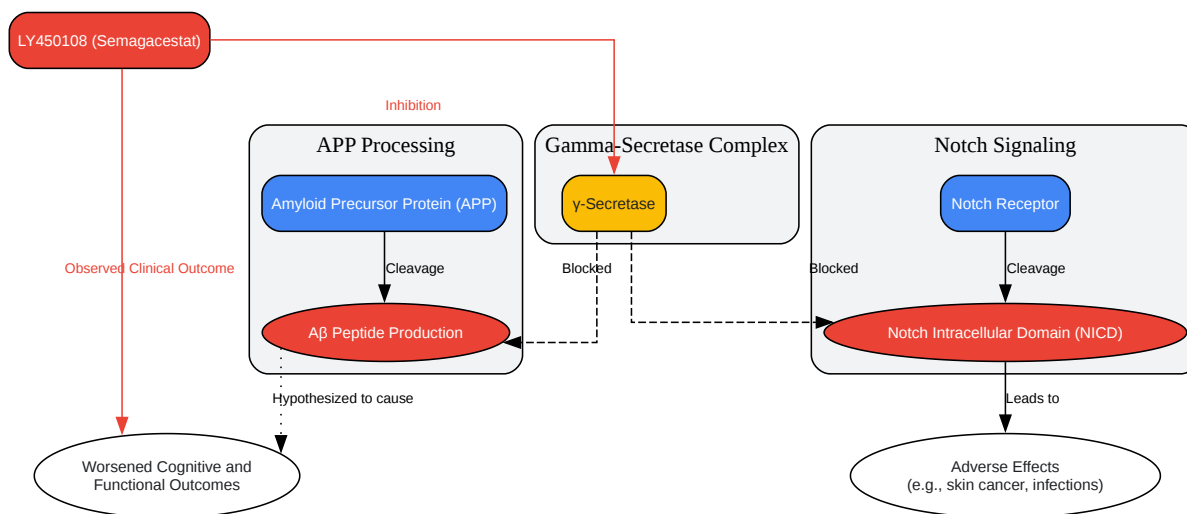 LY450108 (Semagacestat)
Inhibition
APP Processing
Gamma-Secretase Complex
Notch Signaling
Amyloid Precursor Protein (APP)
γ-Secretase
Notch Receptor
Observed Clinical Outcome
Cleavage
Blocked
Blocked
Cleavage
Aβ Peptide Production
Notch Intracellular Domain (NICD)
Hypothesized to cause
Leads to
Worsened Cognitive and
Functional Outcomes
Adverse Effects
(e.g., skin cancer, infections)